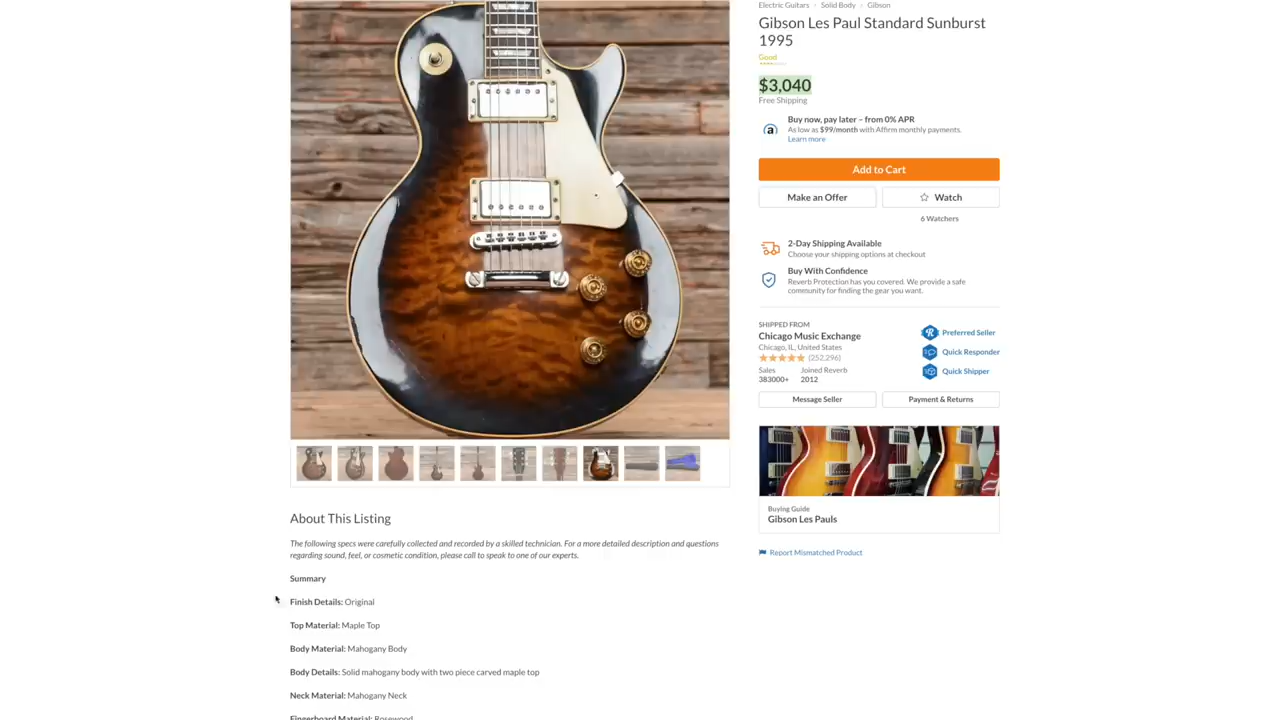 Electric Guitars › Solid Body › Gibson
Gibson Les Paul Standard Sunburst
1995
Good
$3,040
Free Shipping
Buy now, pay later – from 0% APR
As low as $99/month with Affirm monthly payments.
Learn more
Add to Cart
Make an Offer
Watch
6 Watchers
2-Day Shipping Available
Choose your shipping options at checkout
Buy With Confidence
Reverb Protection has you covered. We provide a safe
community for finding the gear you want.
SHIPPED FROM
Chicago Music Exchange
Chicago, IL, United States
(252,296)
Sales
383000+
Joined Reverb
2012
Preferred Seller
Quick Responder
Quick Shipper
Message Seller
Payment & Returns
Buying Guide
Gibson Les Pauls
Report Mismatched Product
About This Listing
The following specs were carefully collected and recorded by a skilled technician. For a more detailed description and questions
regarding sound, feel, or cosmetic condition, please call to speak to one of our experts.
Summary
Finish Details: Original
Top Material: Maple Top
Body Material: Mahogany Body
Body Details: Solid mahogany body with two piece carved maple top
Neck Material: Mahogany Neck
Fingerboard Material: Rosewood